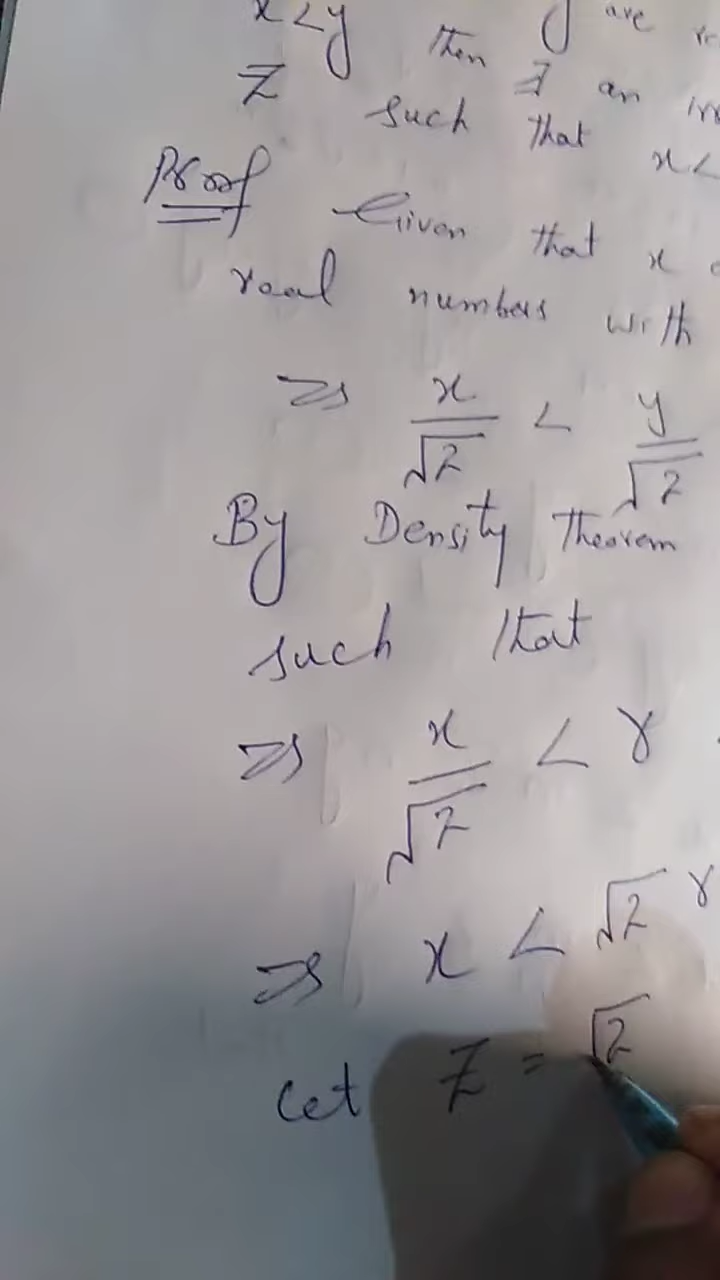 x < y then y are
Z such that x <
Proof Given that x
real numbers with
⇒ x/√2 < y/√2
By Density Theorem
such that
⇒ x/√2 < r
⇒ x < √2 r
Let Z = √2